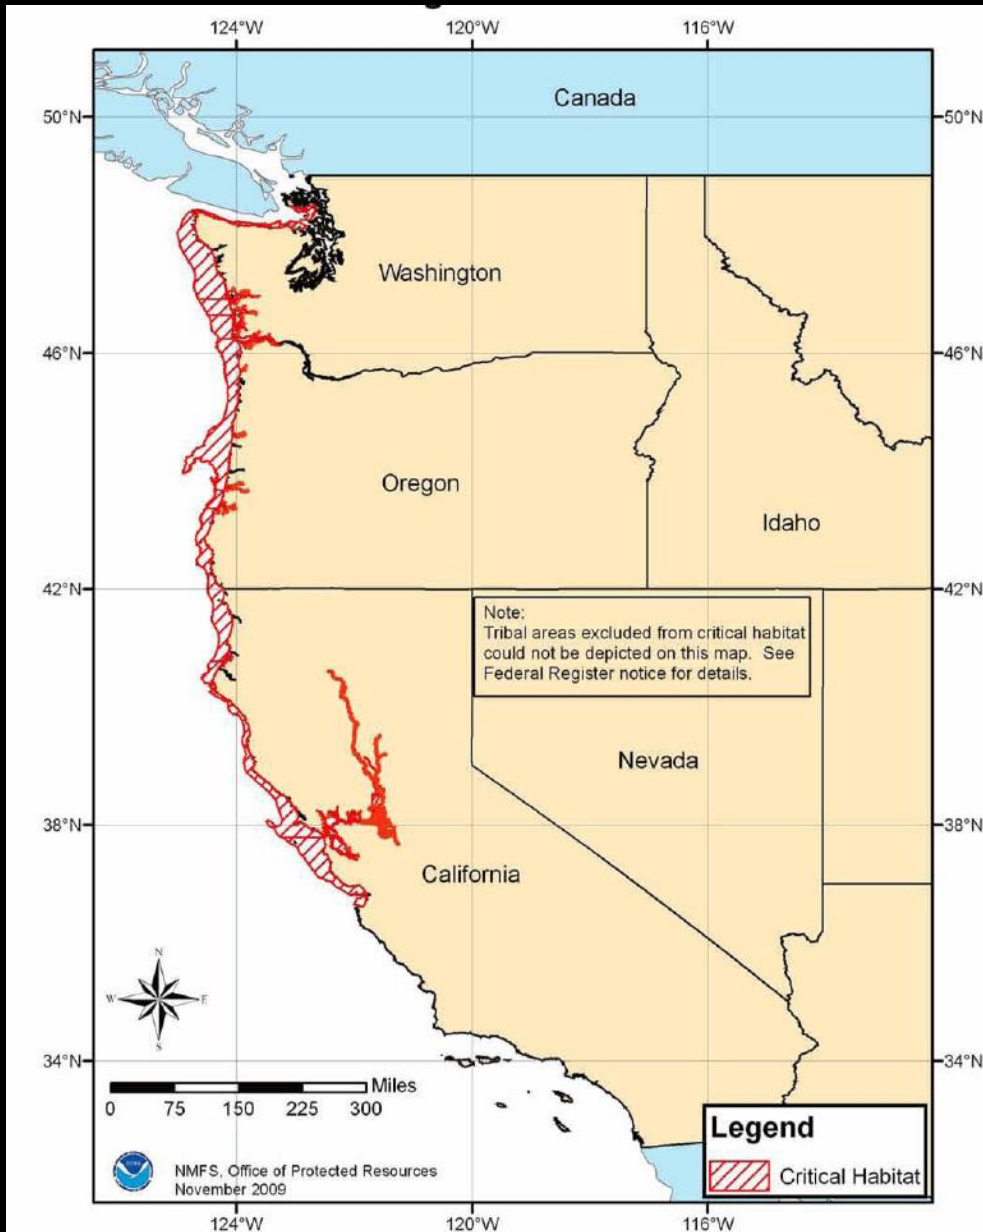 124°W 120°W 116°W
50°N 50°N
Canada
Washington
46°N 46°N
Oregon
Idaho
42°N 42°N
Note:
Tribal areas excluded from critical habitat
could not be depicted on this map. See
Federal Register notice for details.
Nevada
38°N 38°N
California
N
W E
S
34°N 34°N
Miles
0 75 150 225 300
Legend
Critical Habitat
NMFS, Office of Protected Resources
November 2009
124°W 120°W 116°W